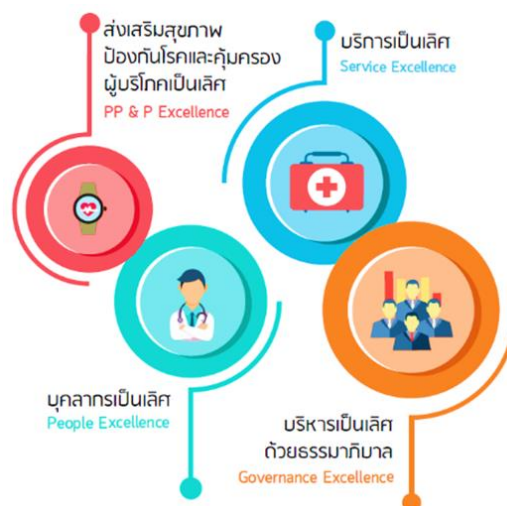 ส่งเสริมสุขภาพ
ป้องกันโรคและคุ้มครอง
ผู้บริโภคเป็นเลิศ
PP & P Excellence
บริการเป็นเลิศ
Service Excellence
บุคลากรเป็นเลิศ
People Excellence
บริหารเป็นเลิศ
ด้วยธรรมาภิบาล
Governance Excellence